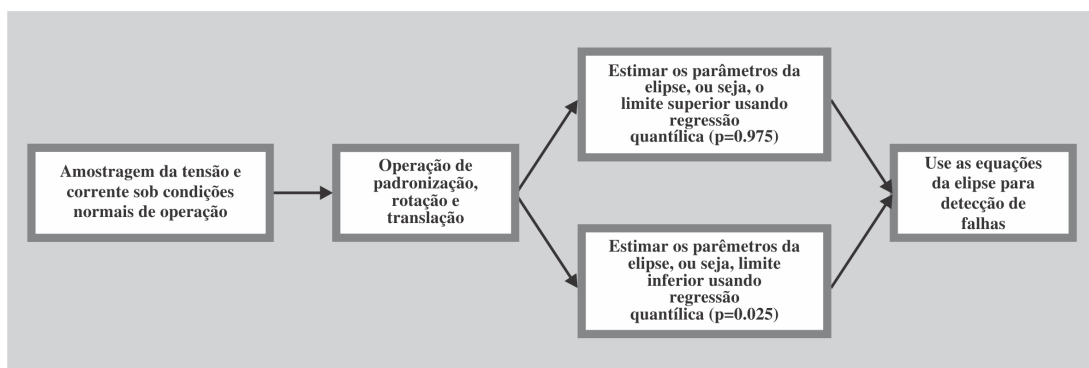 Amostragem da tensão e
corrente sob condições
normais de operação
Operação de
padronização,
rotação e
translação
Estimar os parâmetros da
elipse, ou seja, o
limite superior usando
regressão
quantílica (p=0.975)
Estimar os parêmetros da
elipse, ou seja, limite
inferior usando
regressão
quantílica (p=0.025)
Use as equações
da elipse para
detecção de
falhas